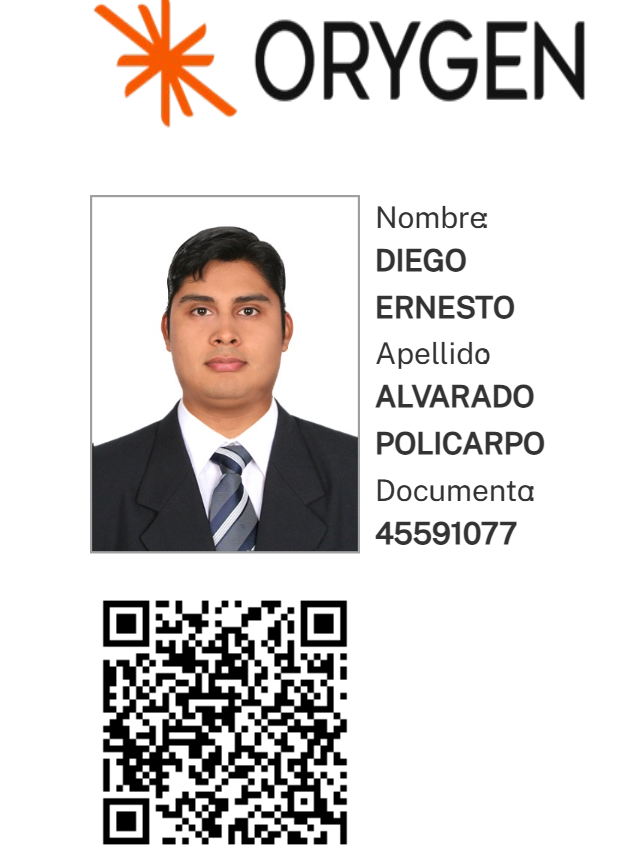 ORYGEN
Nombre:
DIEGO
ERNESTO
Apellido:
ALVARADO
POLICARPO
Documento:
45591077